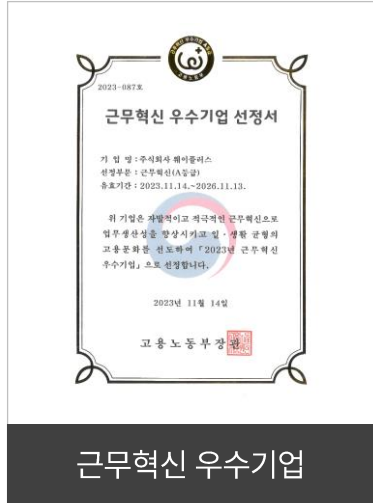 2023-087호
근무혁신 우수기업 선정서
기 업 명 : 주식회사 웨이플러스
선정부문 : 근무혁신(A등급)
유효기간 : 2023.11.14.~2026.11.13.
위 기업은 자발적이고 적극적인 근무혁신으로
업무생산성을 향상시키고 일·생활 균형의
고용문화를 선도하여 「2023년 근무혁신
우수기업」으로 선정합니다.
2023년 11월 14일
고용노동부장관
근무혁신 우수기업